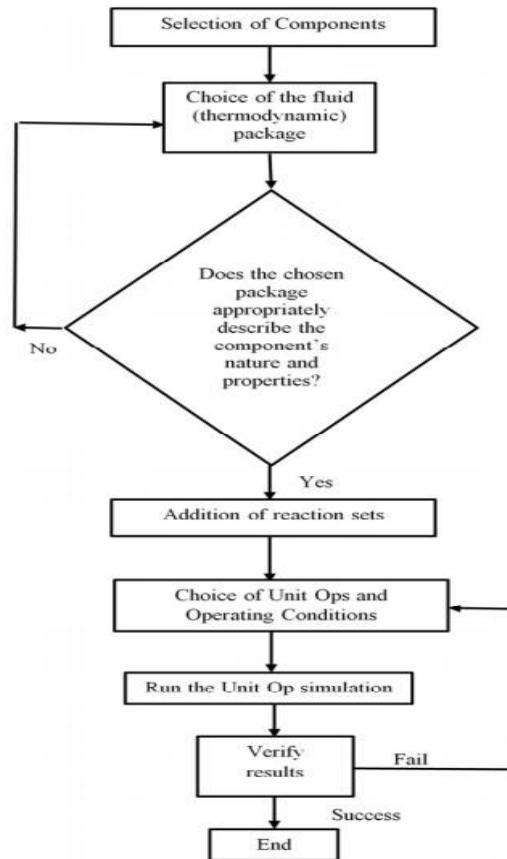 Selection of Components
Choice of the fluid
(thermodynamic)
package
Does the chosen
package
appropriately
describe the
component's
nature and
properties?
No
Yes
Addition of reaction sets
Choice of Unit Ops and
Operating Conditions
Run the Unit Op simulation
Verify
results
Fail
Success
End